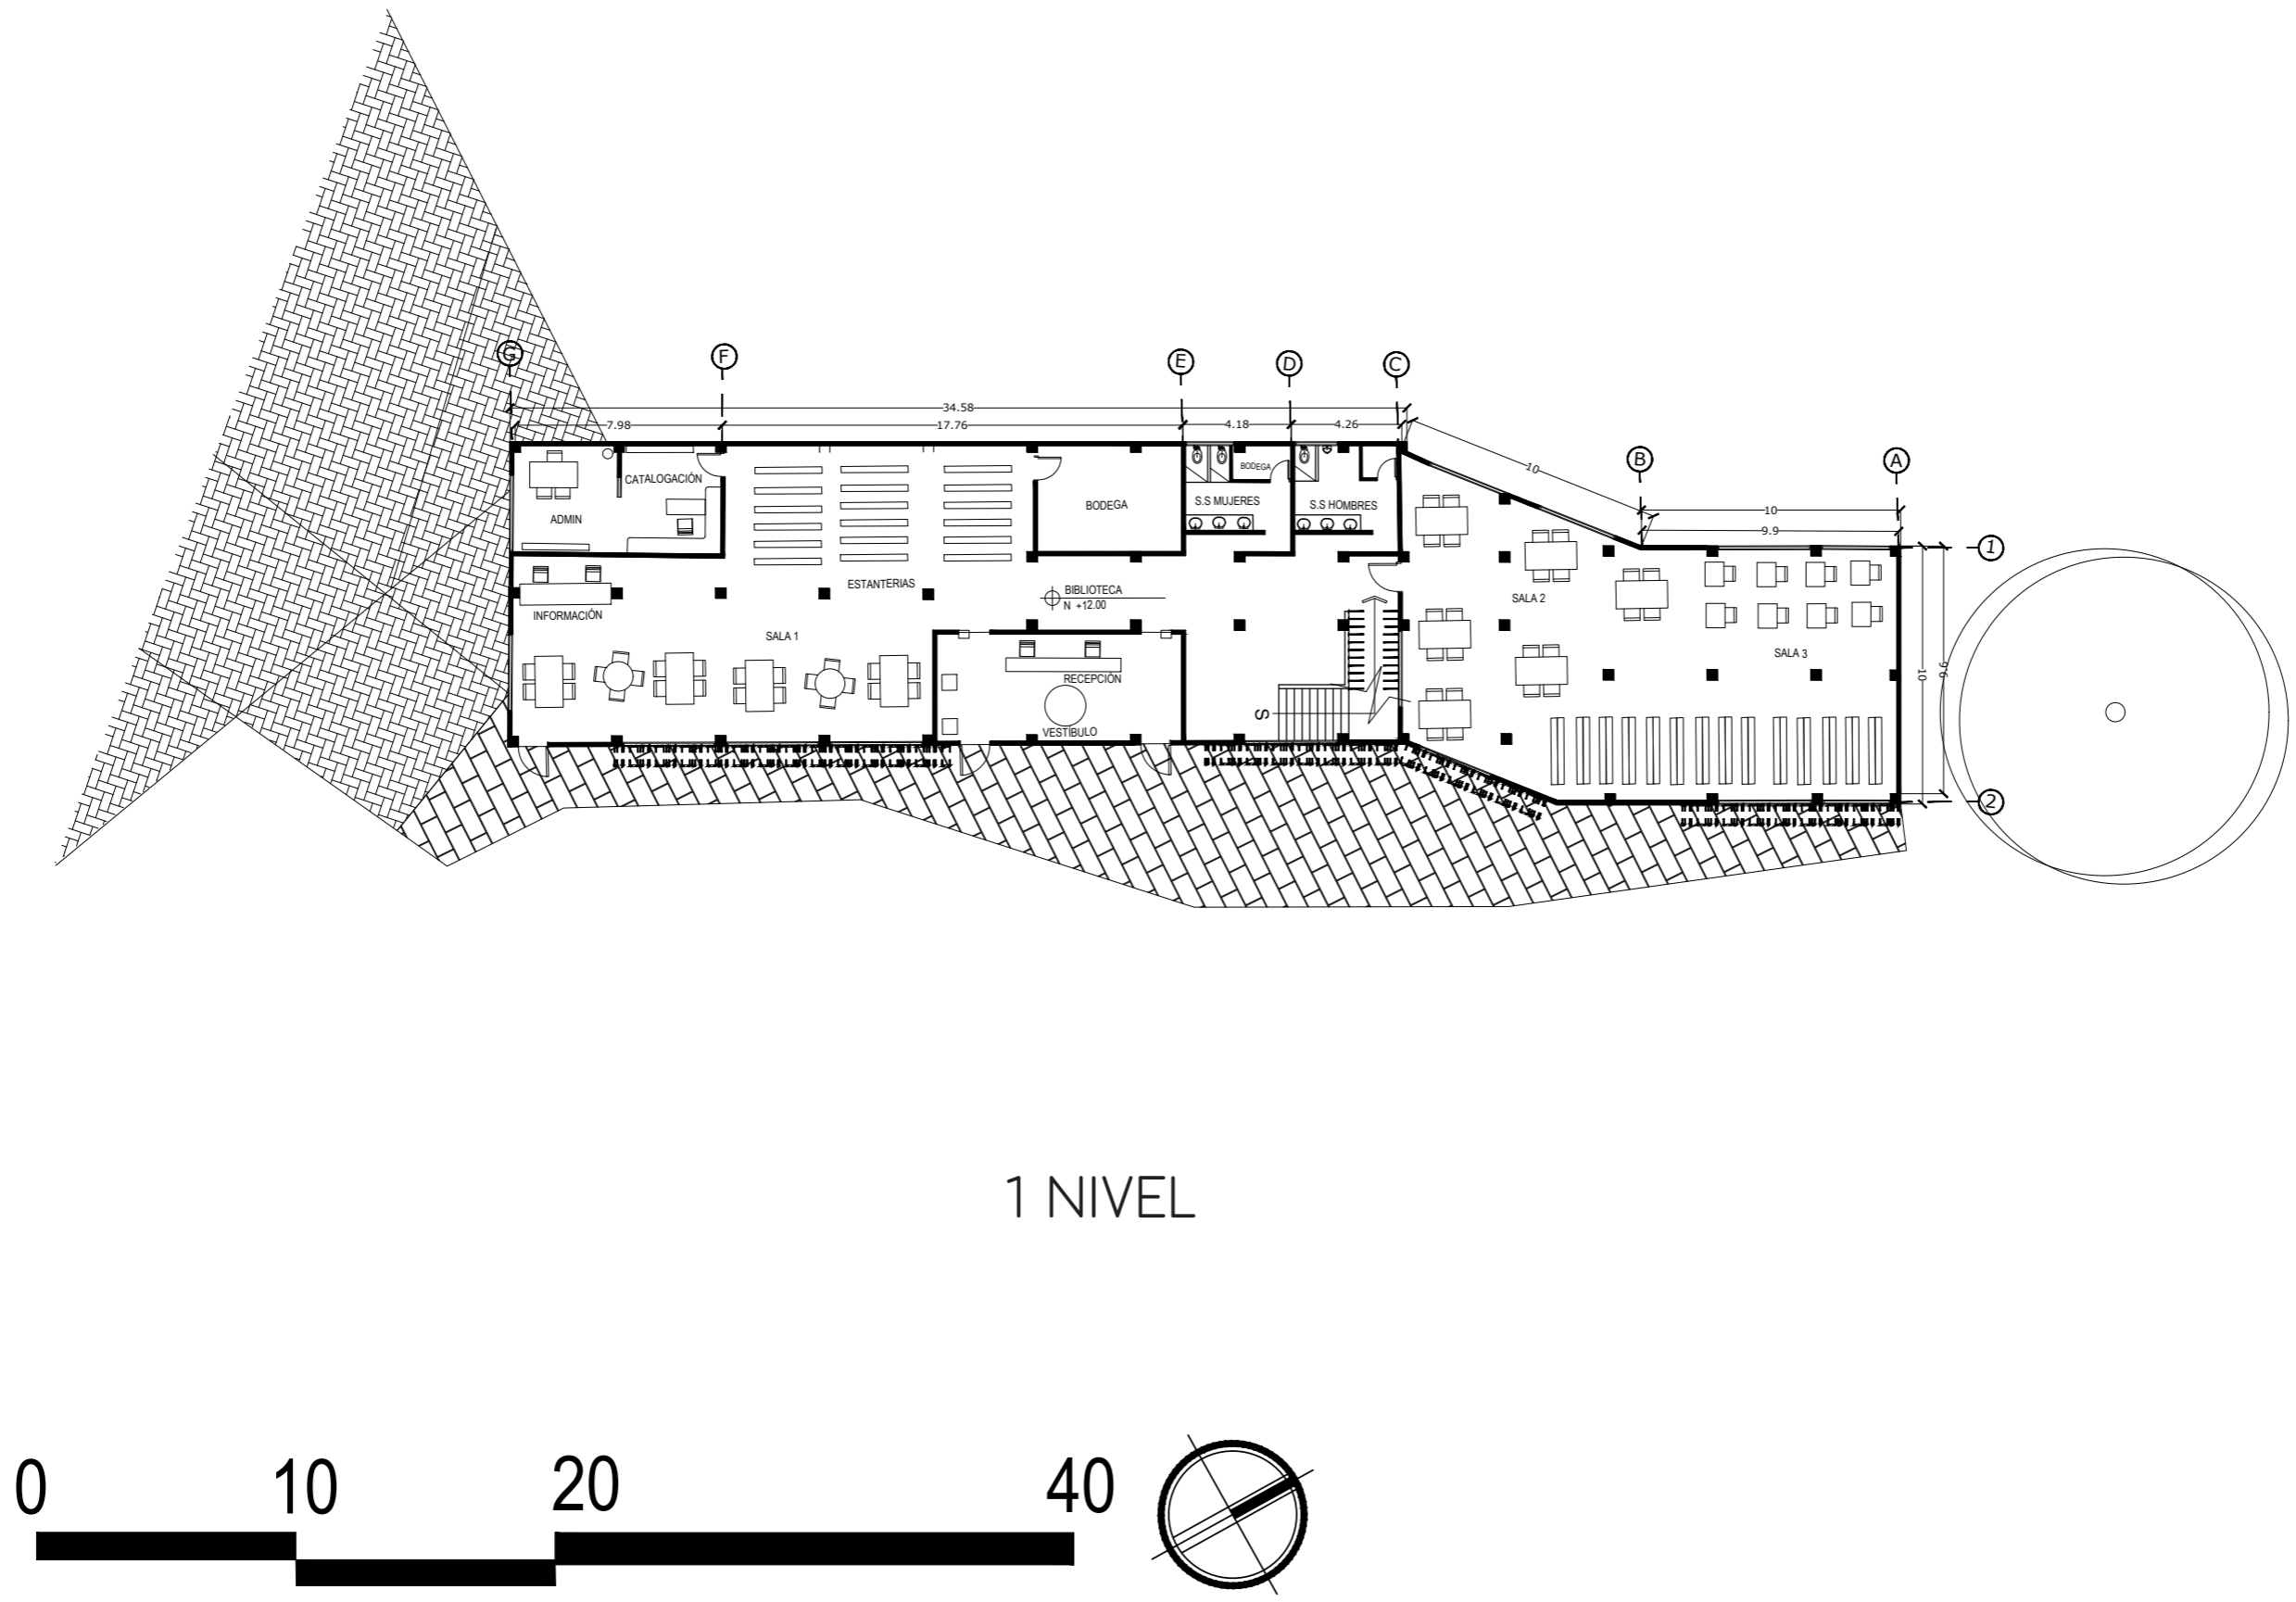 G
F
E
D
C
34.58
7.98
17.76
4.18
4.26
10
B
A
10
9.9
CATALOGACIÓN
ADMIN
BODEGA
BODEGA
S.S MUJERES
S.S HOMBRES
1
ESTANTERIAS
BIBLIOTECA
N +12.00
INFORMACIÓN
SALA 1
SALA 2
SALA 3
10
9.6
RECEPCIÓN
VESTÍBULO
S
2
1 NIVEL
0
10
20
40